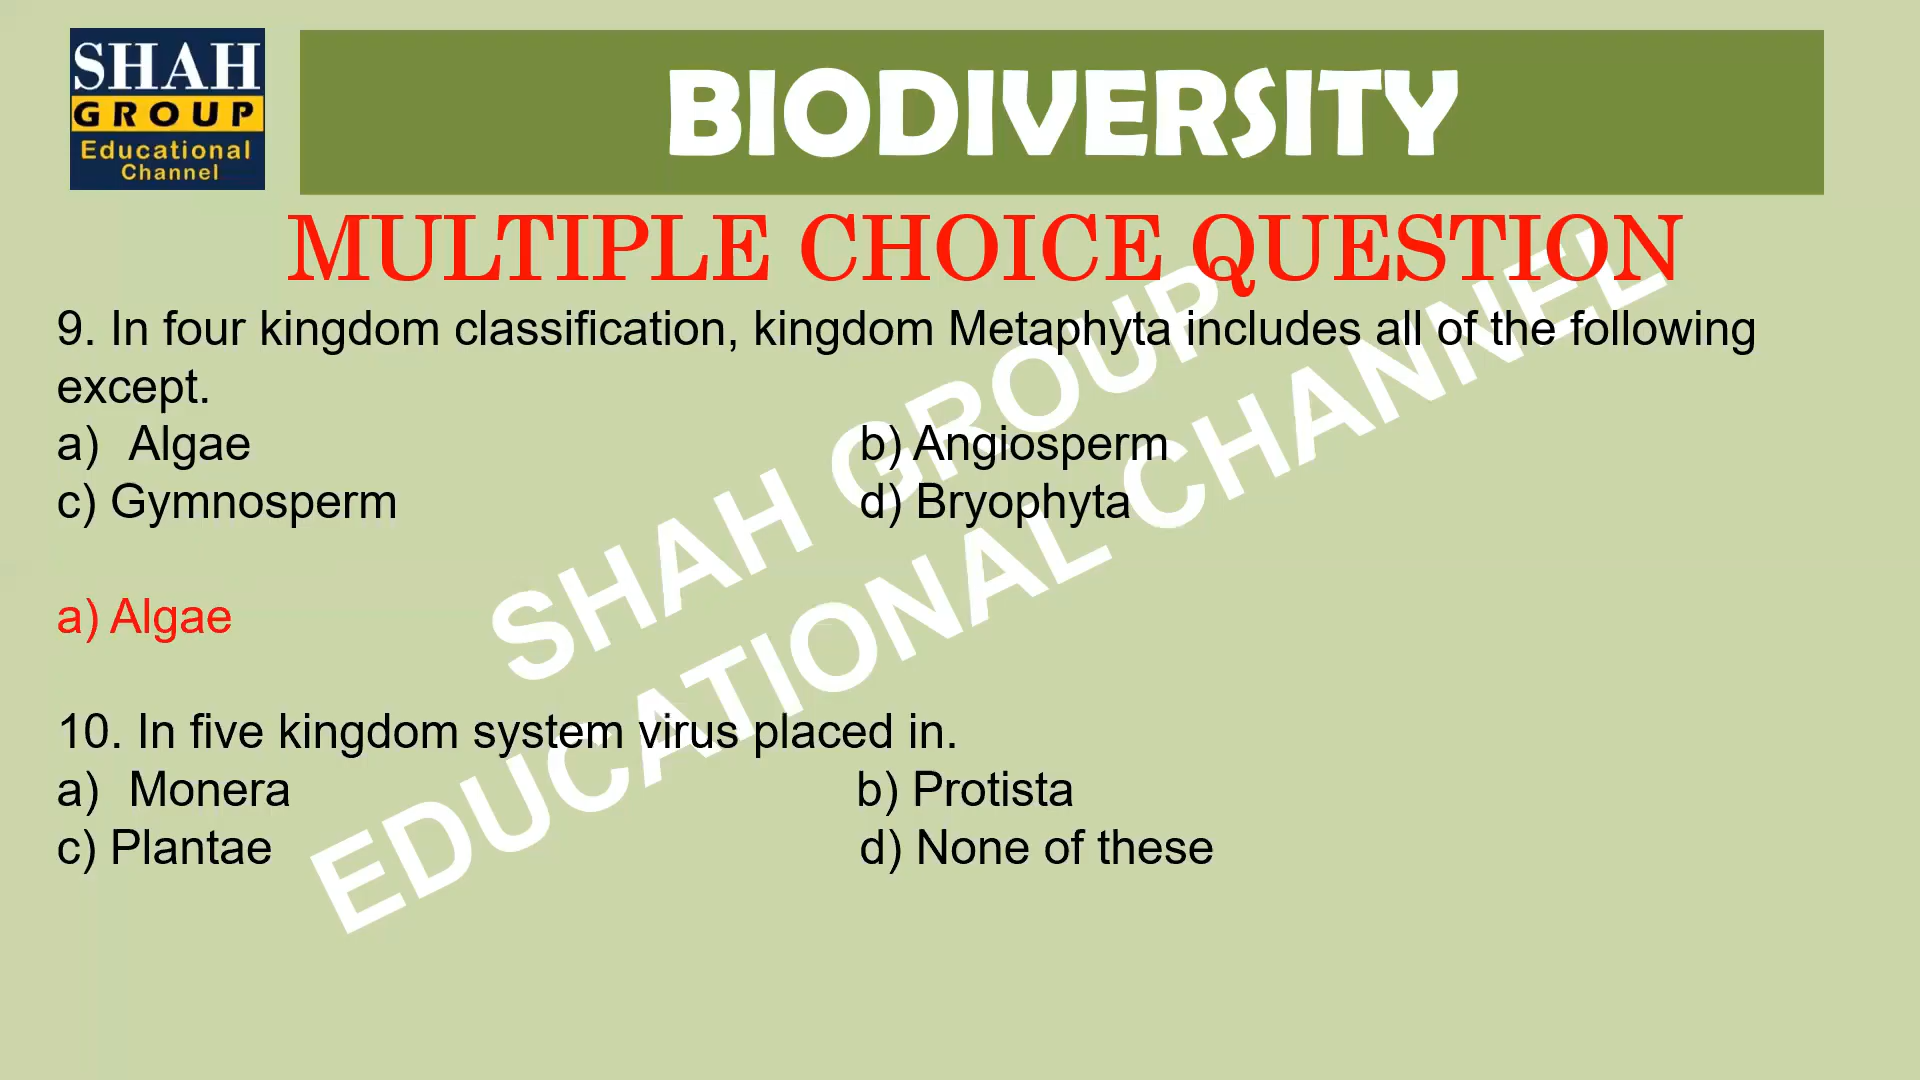 SHAH
GROUP
Educational
Channel
BIODIVERSITY
MULTIPLE CHOICE QUESTION
9. In four kingdom classification, kingdom Metaphyta includes all of the following
except.
a) Algae b) Angiosperm
c) Gymnosperm d) Bryophyta
a) Algae
10. In five kingdom system virus placed in.
a) Monera b) Protista
c) Plantae d) None of these
SHAH GROUP
EDUCATIONAL CHANNEL